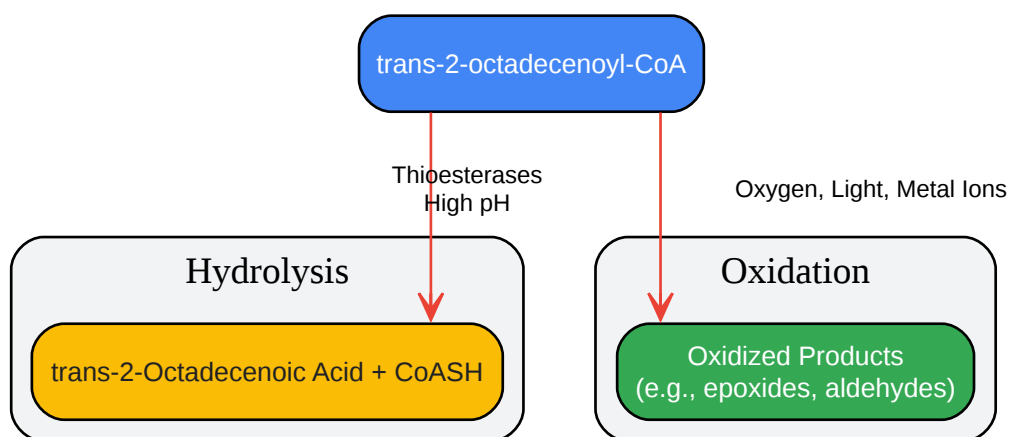 trans-2-octadecenoyl-CoA
Thioesterases
High pH
Oxygen, Light, Metal Ions
Hydrolysis
Oxidation
trans-2-Octadecenoic Acid + CoASH
Oxidized Products
(e.g., epoxides, aldehydes)